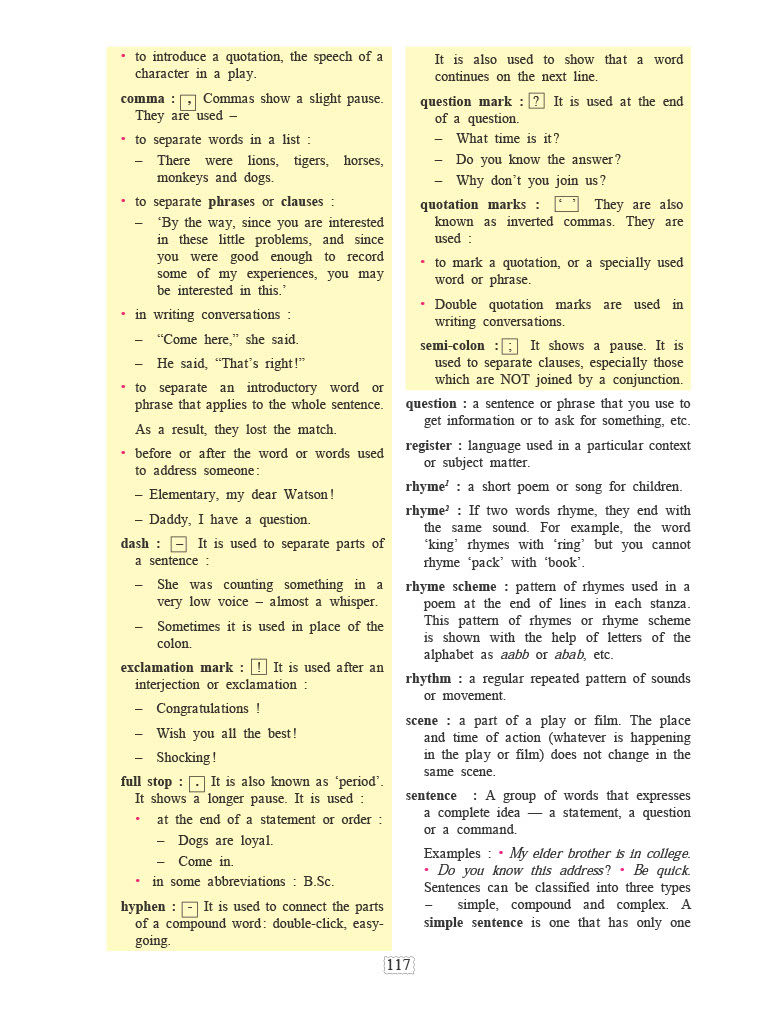 • to introduce a quotation, the speech of a
character in a play.
comma : , Commas show a slight pause.
They are used –
• to separate words in a list :
– There were lions, tigers, horses,
monkeys and dogs.
• to separate phrases or clauses :
– ‘By the way, since you are interested
in these little problems, and since
you were good enough to record
some of my experiences, you may
be interested in this.’
• in writing conversations :
– “Come here,” she said.
– He said, “That’s right!”
• to separate an introductory word or
phrase that applies to the whole sentence.
As a result, they lost the match.
• before or after the word or words used
to address someone:
– Elementary, my dear Watson!
– Daddy, I have a question.
dash : – It is used to separate parts of
a sentence :
– She was counting something in a
very low voice – almost a whisper.
– Sometimes it is used in place of the
colon.
exclamation mark : ! It is used after an
interjection or exclamation :
– Congratulations !
– Wish you all the best!
– Shocking!
full stop : . It is also known as ‘period’.
It shows a longer pause. It is used :
• at the end of a statement or order :
– Dogs are loyal.
– Come in.
• in some abbreviations : B.Sc.
hyphen : - It is used to connect the parts
of a compound word: double-click, easy-
going.
It is also used to show that a word
continues on the next line.
question mark : ? It is used at the end
of a question.
– What time is it?
– Do you know the answer?
– Why don’t you join us?
quotation marks : ‘ ’ They are also
known as inverted commas. They are
used :
• to mark a quotation, or a specially used
word or phrase.
• Double quotation marks are used in
writing conversations.
semi-colon : ; It shows a pause. It is
used to separate clauses, especially those
which are NOT joined by a conjunction.
question : a sentence or phrase that you use to
get information or to ask for something, etc.
register : language used in a particular context
or subject matter.
rhyme1 : a short poem or song for children.
rhyme2 : If two words rhyme, they end with
the same sound. For example, the word
‘king’ rhymes with ‘ring’ but you cannot
rhyme ‘pack’ with ‘book’.
rhyme scheme : pattern of rhymes used in a
poem at the end of lines in each stanza.
This pattern of rhymes or rhyme scheme
is shown with the help of letters of the
alphabet as aabb or abab, etc.
rhythm : a regular repeated pattern of sounds
or movement.
scene : a part of a play or film. The place
and time of action (whatever is happening
in the play or film) does not change in the
same scene.
sentence : A group of words that expresses
a complete idea — a statement, a question
or a command.
Examples : • My elder brother is in college.
• Do you know this address? • Be quick.
Sentences can be classified into three types
– simple, compound and complex. A
simple sentence is one that has only one
117